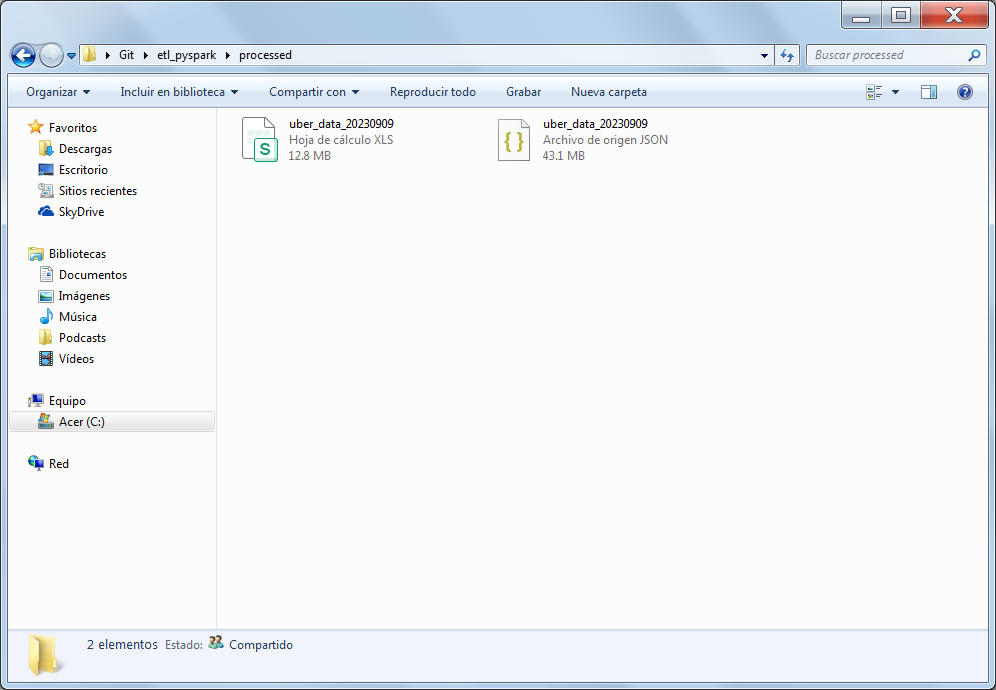 Git ▸ etl_pyspark ▸ processed
Buscar processed
Organizar Incluir en biblioteca Compartir con Reproducir todo Grabar Nueva carpeta
Favoritos
Descargas
Escritorio
Sitios recientes
SkyDrive
Bibliotecas
Documentos
Imágenes
Música
Podcasts
Vídeos
Equipo
Acer (C:)
Red
uber_data_20230909
Hoja de cálculo XLS
12.8 MB
uber_data_20230909
Archivo de origen JSON
43.1 MB
2 elementos Estado: Compartido